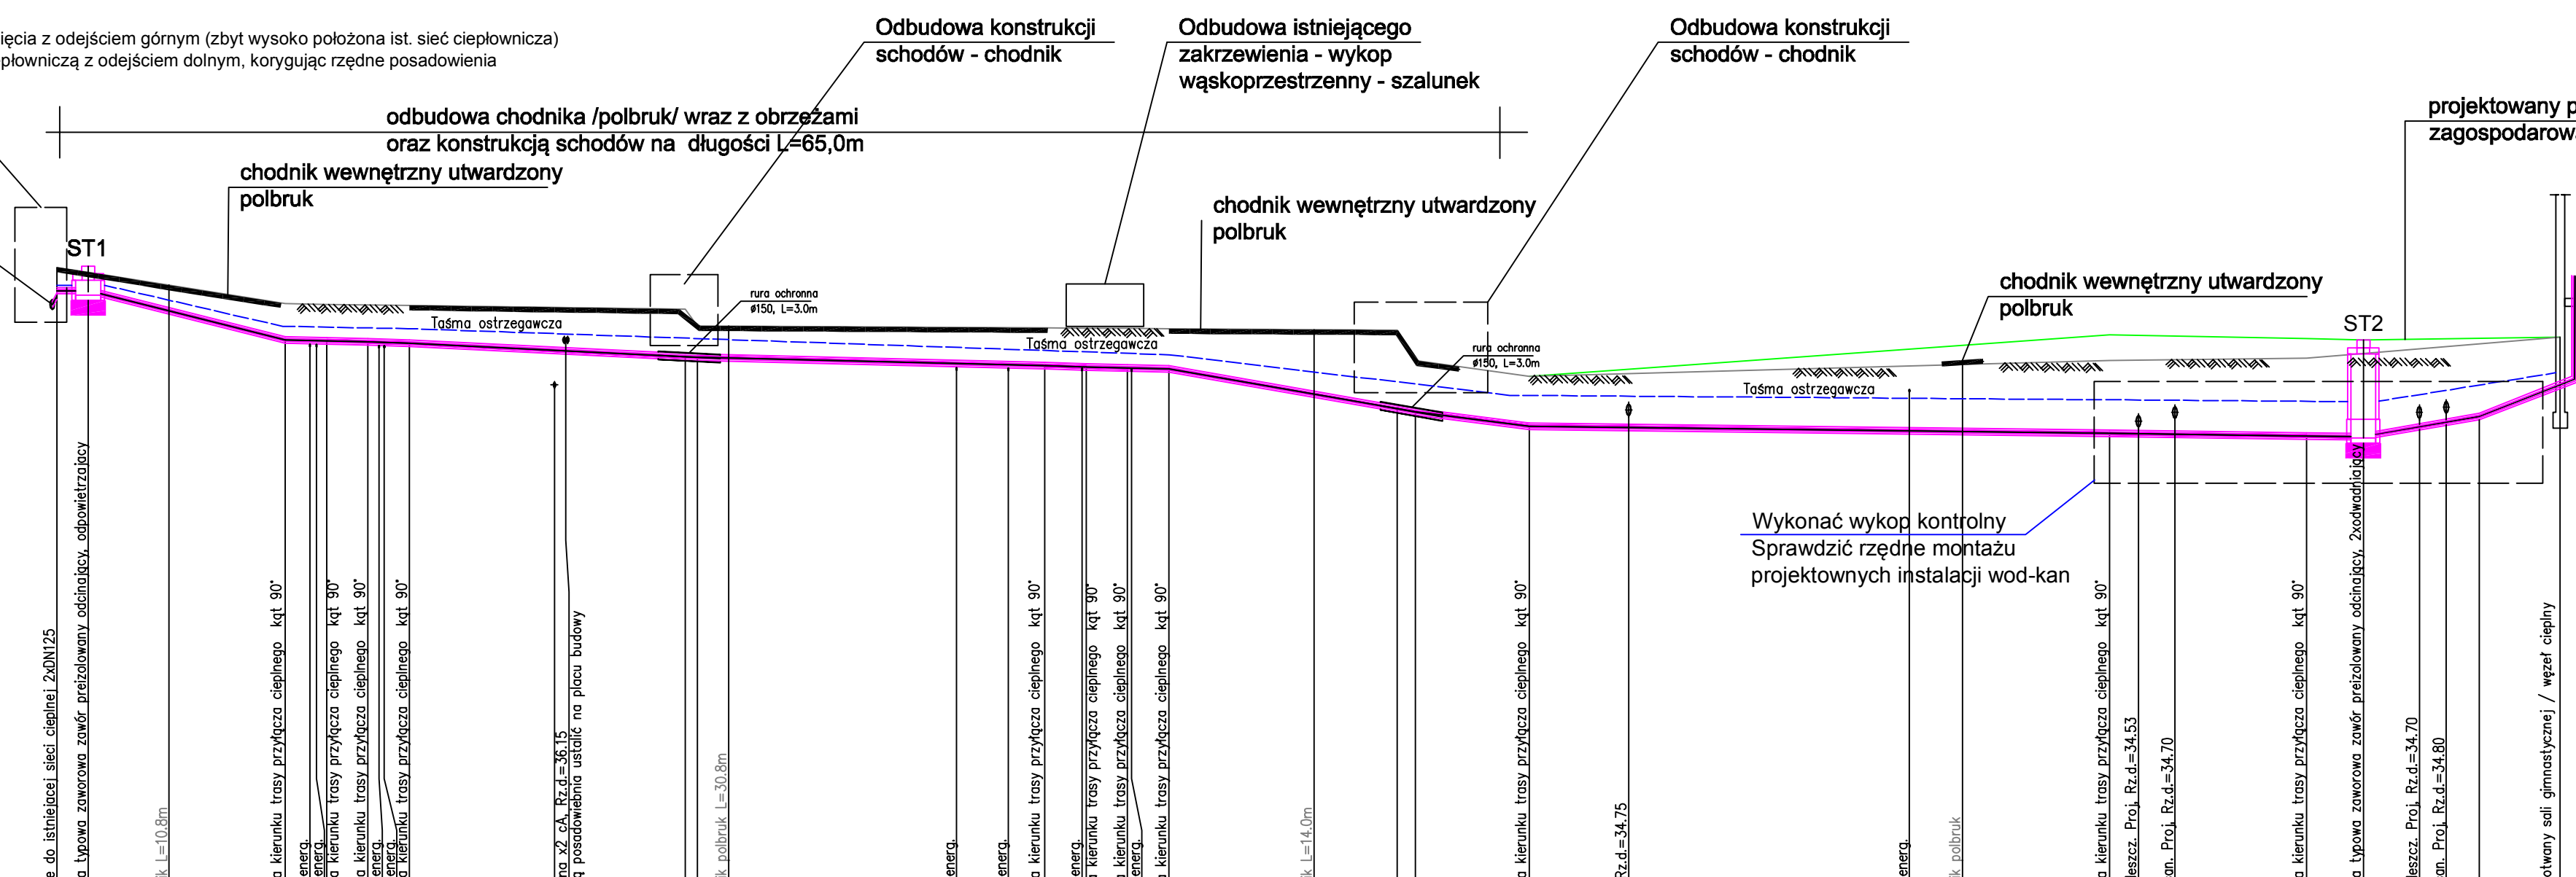 ięcia z odejściem górnym (zbyt wysoko położona ist. sieć ciepłownicza)
epłowniczą z odejściem dolnym, korygując rzędne posadowienia
Odbudowa konstrukcji
schodów - chodnik
Odbudowa istniejącego
zakrzewienia - wykop
wąskoprzestrzenny - szalunek
Odbudowa konstrukcji
schodów - chodnik
projektowany p
zagospodarowa
odbudowa chodnika /polbruk/ wraz z obrzeżami
oraz konstrukcją schodów na długości L=65,0m
chodnik wewnętrzny utwardzony
polbruk
chodnik wewnętrzny utwardzony
polbruk
chodnik wewnętrzny utwardzony
polbruk
ST1
ST2
rura ochronna
ø150, L=3.0m
rura ochronna
ø150, L=3.0m
Taśma ostrzegawcza
Taśma ostrzegawcza
Taśma ostrzegawcza
Wykonać wykop kontrolny
Sprawdzić rzędne montażu
projektownych instalacji wod-kan
e do istniejącej sieci cieplnej 2xDN125
a typowa zaworowa zawór preizolowany odcinający, odpowietrzający
ik L=10.8m
a kierunku trasy przyłącza cieplnego kąt 90°
energ.
energ.
a kierunku trasy przyłącza cieplnego kąt 90°
a kierunku trasy przyłącza cieplnego kąt 90°
energ.
energ.
a kierunku trasy przyłącza cieplnego kąt 90°
na x2 cA, Rz.d.=36.15
ą posadowiebnia ustalić na placu budowy
ik polbruk L=30.8m
energ.
energ.
a kierunku trasy przyłącza cieplnego kąt 90°
energ.
a kierunku trasy przyłącza cieplnego kąt 90°
a kierunku trasy przyłącza cieplnego kąt 90°
energ.
a kierunku trasy przyłącza cieplnego kąt 90°
ik L=14.0m
a kierunku trasy przyłącza cieplnego kąt 90°
Rz.d.=34.75
energ.
ik polbruk
a kierunku trasy przyłącza cieplnego kąt 90°
leszcz. Proj, Rz.d.=34.53
an. Proj, Rz.d.=34.70
a kierunku trasy przyłącza cieplnego kąt 90°
a typowa zaworowa zawór preizolowany odcinający, 2xodwadniający
leszcz. Proj, Rz.d.=34.70
an. Proj, Rz.d.=34.80
otwany sali gimnastycznej / węzeł cieplny